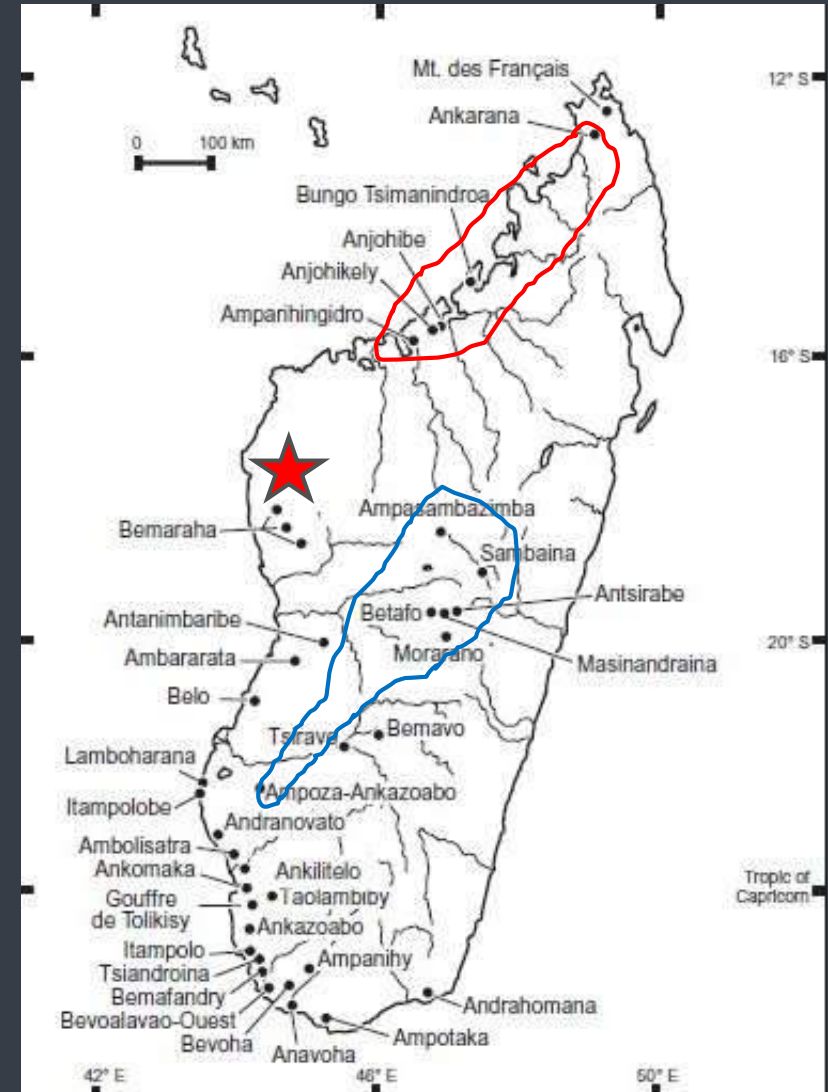 Mt. des Français
12° S
Ankarana
0 100 km
Bungo Tsimanindroa
Anjohibe
Anjohikely
Amparihingidro
16° S
Ampasambazimba
Bemaraha
Sambaina
Antsirabe
Betafo
Antanimbaribe
20° S
Morarano
Ambararata
Masinandraina
Belo
Tsirave
Bemavo
Lamboharana
Ampoza-Ankazoabo
Itampolobe
Andranovato
Ambolisatra
Ankomaka
Ankilitelo
Tropic of
Capricorn
Gouffre
de Tolikisy
Taolambiby
Ankazoabo
Itampolo
Ampanihy
Tsiandroina
Bemafandry
Andrahomana
Bevoalavao-Ouest
Ampotaka
Bevoha
Anavoha
42° E
46° E
50° E